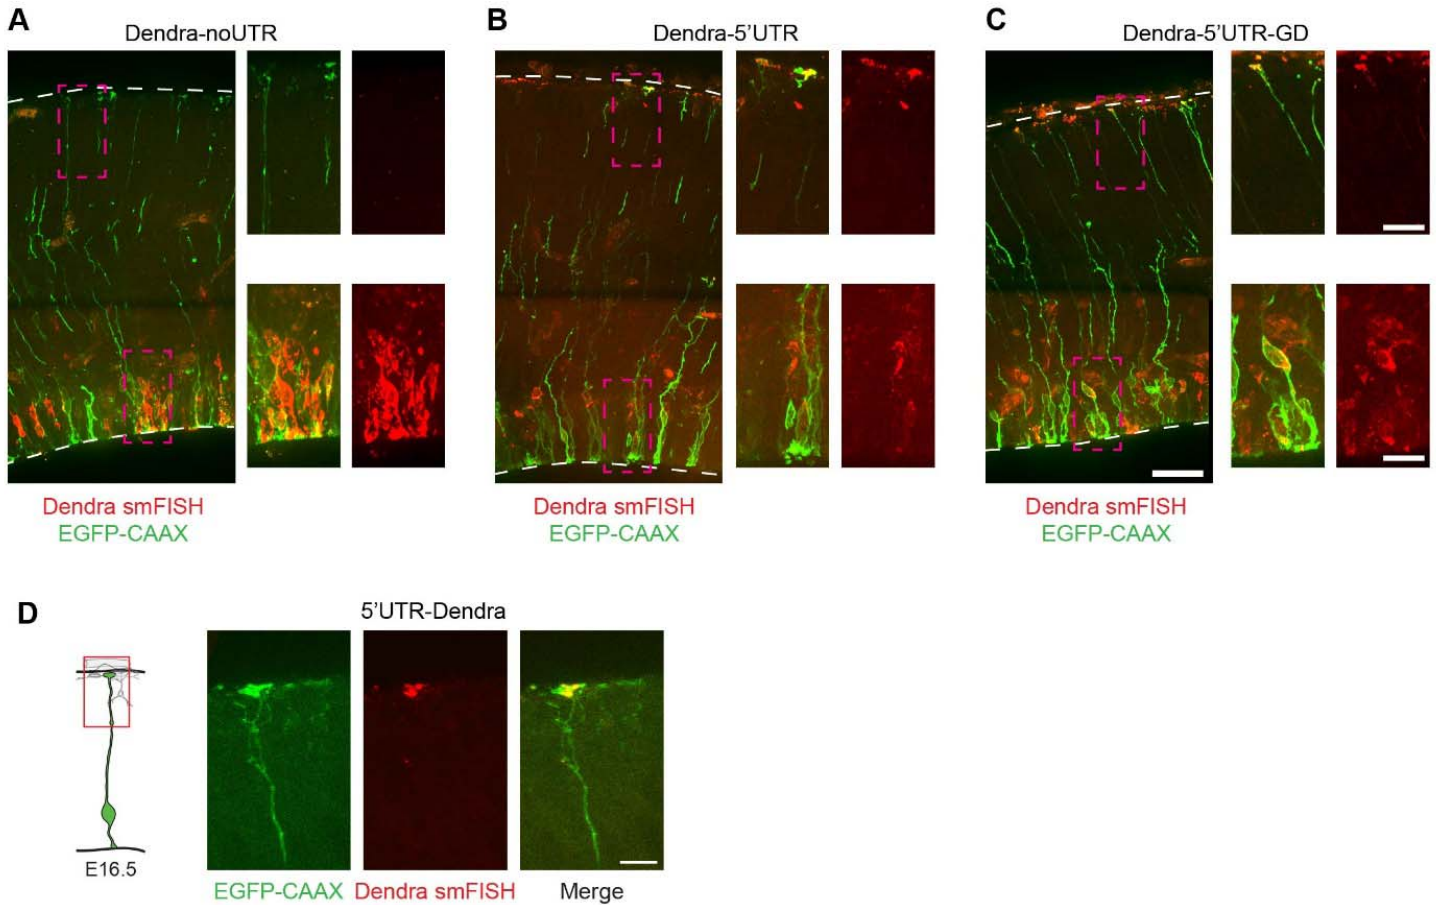 A
Dendra-noUTR
B
Dendra-5'UTR
C
Dendra-5'UTR-GD
Dendra smFISH
EGFP-CAAX
Dendra smFISH
EGFP-CAAX
Dendra smFISH
EGFP-CAAX
D
5'UTR-Dendra
E16.5
EGFP-CAAX
Dendra smFISH
Merge